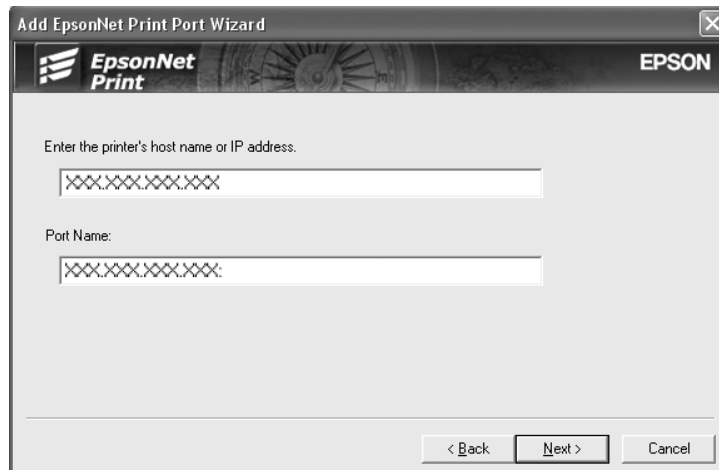 Add EpsonNet Print Port Wizard
EpsonNet
Print
EPSON
Enter the printer's host name or IP address.
XXX.XXX.XXX.XXX
Port Name:
XXX.XXX.XXX.XXX:
< Back
Next >
Cancel